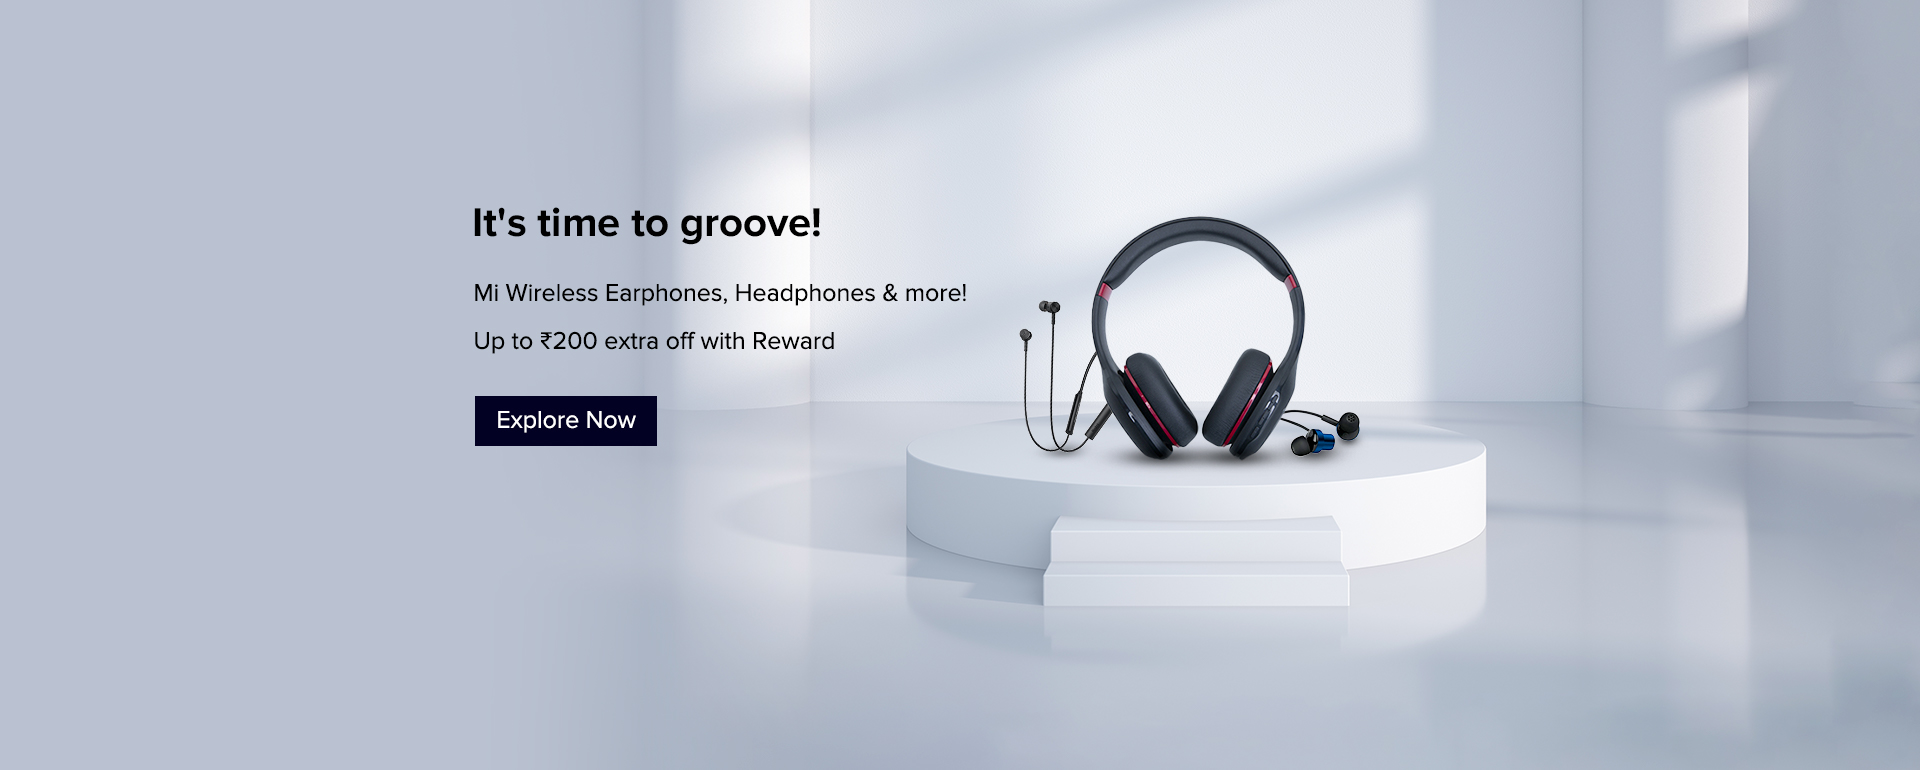 It's time to groove!
Mi Wireless Earphones, Headphones & more!
Up to ₹200 extra off with Reward
Explore Now